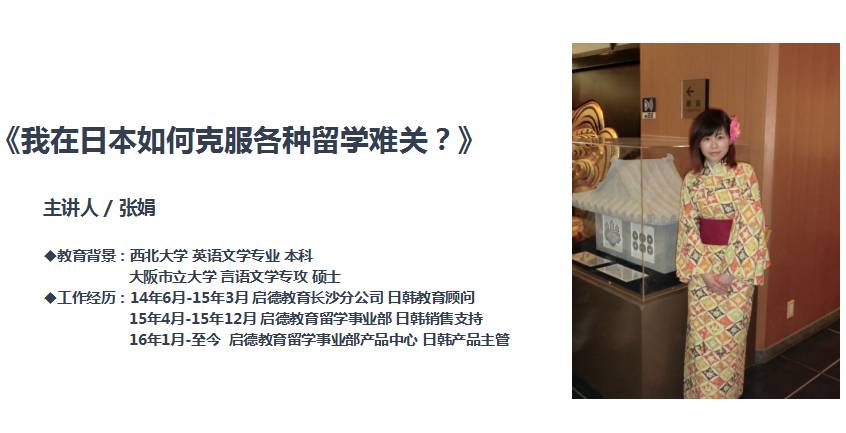 《我在日本如何克服各种留学难关？》
主讲人 / 张娟
◆教育背景：西北大学 英语文学专业 本科
大阪市立大学 言语文学专攻 硕士
◆工作经历：14年6月-15年3月 启德教育长沙分公司 日韩教育顾问
15年4月-15年12月 启德教育留学事业部 日韩销售支持
16年1月-至今 启德教育留学事业部产品中心 日韩产品主管